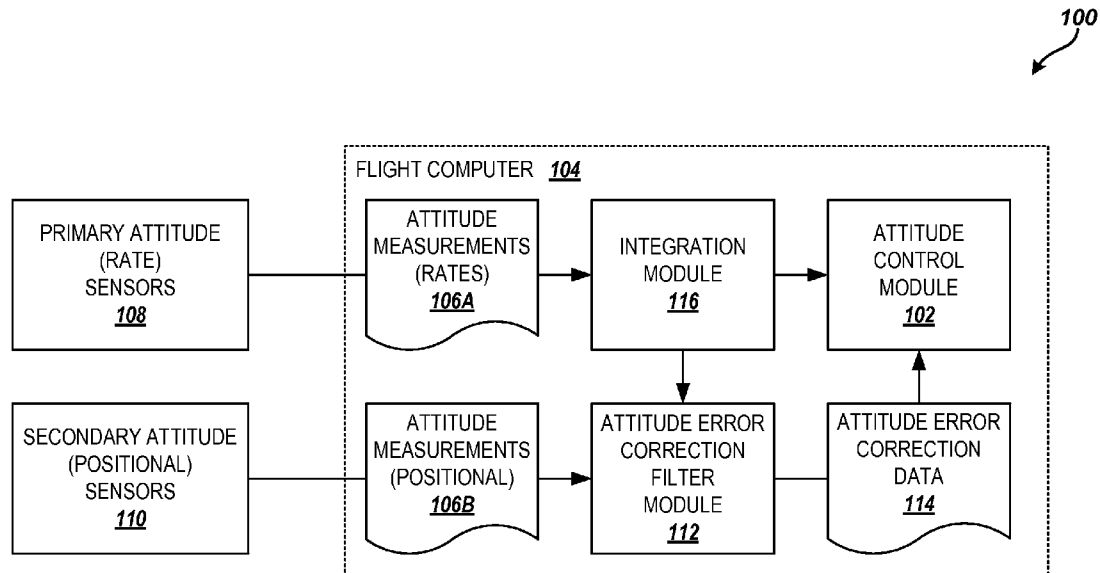 100
FLIGHT COMPUTER 104
PRIMARY ATTITUDE
(RATE)
SENSORS
108
ATTITUDE
MEASUREMENTS
(RATES)
106A
INTEGRATION
MODULE
116
ATTITUDE
CONTROL
MODULE
102
SECONDARY ATTITUDE
(POSITIONAL)
SENSORS
110
ATTITUDE
MEASUREMENTS
(POSITIONAL)
106B
ATTITUDE ERROR
CORRECTION
FILTER
MODULE
112
ATTITUDE ERROR
CORRECTION
DATA
114